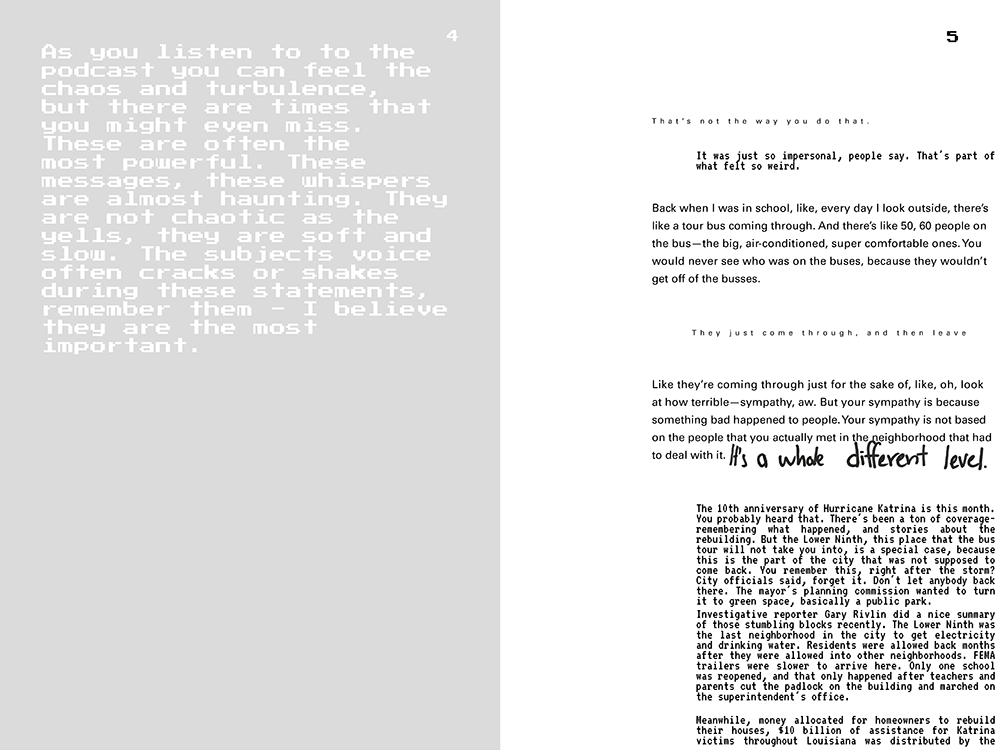 4
As you listen to to the
podcast you can feel the
chaos and turbulence,
but there are times that
you might even miss.
These are often the
most powerful. These
messages, these whispers
are almost haunting. They
are not chaotic as the
yells, they are soft and
slow. The subjects voice
often cracks or shakes
during these statements,
remember them - I believe
they are the most
important.
5
That's not the way you do that.
It was just so impersonal, people say. That's part of
what felt so weird.
Back when I was in school, like, every day I look outside, there's
like a tour bus coming through. And there's like 50, 60 people on
the bus—the big, air-conditioned, super comfortable ones. You
would never see who was on the buses, because they wouldn't
get off of the busses.
They just come through, and then leave
Like they're coming through just for the sake of, like, oh, look
at how terrible—sympathy, aw. But your sympathy is because
something bad happened to people. Your sympathy is not based
on the people that you actually met in the neighborhood that had
to deal with it. It's a whole different level.
The 10th anniversary of Hurricane Katrina is this month.
You probably heard that. There's been a ton of coverage-
remembering what happened, and stories about the
rebuilding. But the Lower Ninth, this place that the bus
tour will not take you into, is a special case, because
this is the part of the city that was not supposed to
come back. You remember this, right after the storm?
City officials said, forget it. Don't let anybody back
there. The mayor's planning commission wanted to turn
it to green space, basically a public park.
Investigative reporter Gary Rivlin did a nice summary
of those stumbling blocks recently. The Lower Ninth was
the last neighborhood in the city to get electricity
and drinking water. Residents were allowed back months
after they were allowed into other neighborhoods. FEMA
trailers were slower to arrive here. Only one school
was reopened, and that only happened after teachers and
parents cut the padlock on the building and marched on
the superintendent's office.
Meanwhile, money allocated for homeowners to rebuild
their houses, $10 billion of assistance for Katrina
victims throughout Louisiana was distributed by the